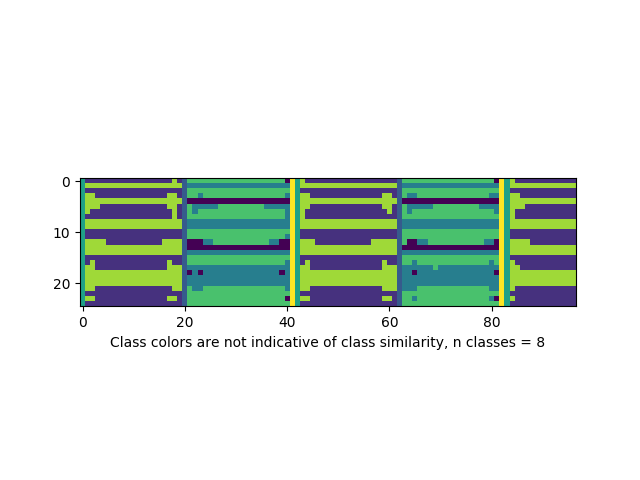 0
10
20
0 20 40 60 80
Class colors are not indicative of class similarity, n classes = 8